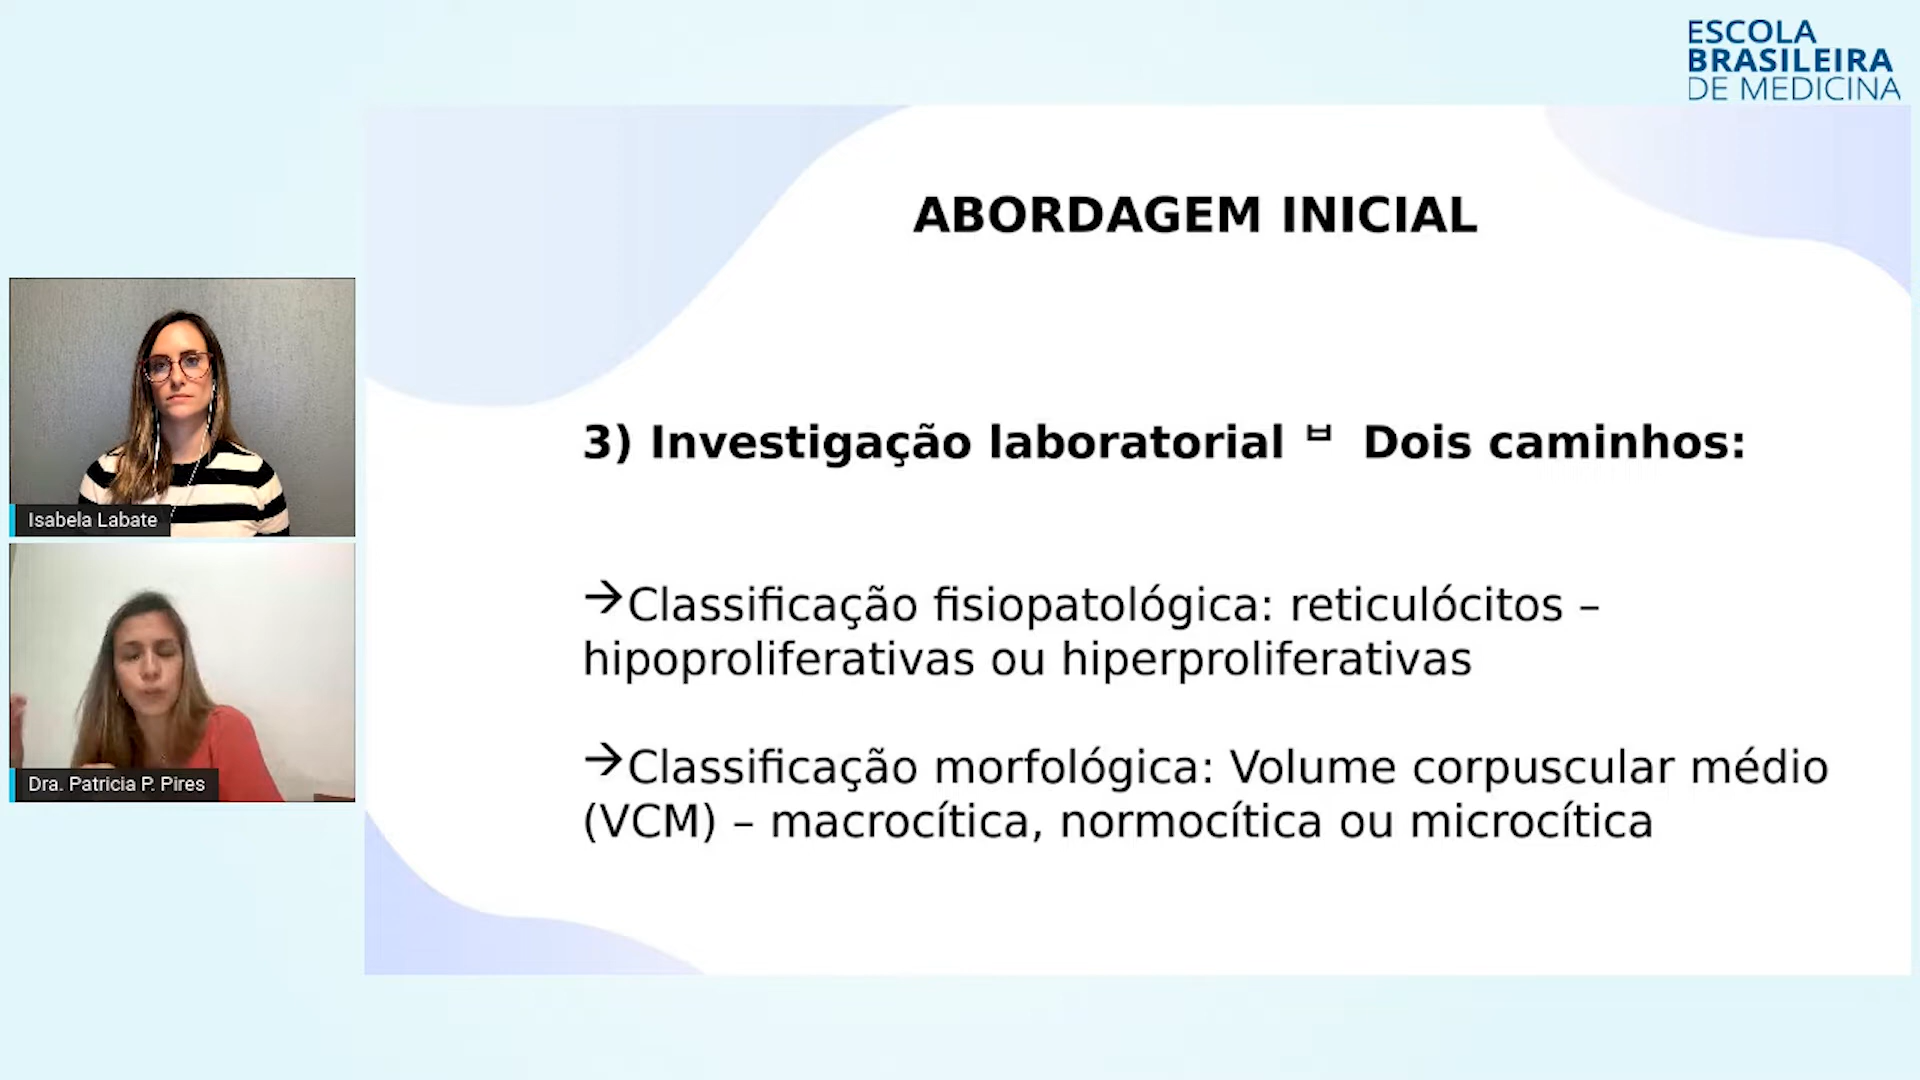 ESCOLA
BRASILEIRA
DE MEDICINA
ABORDAGEM INICIAL
3) Investigação laboratorial Dois caminhos:
→Classificação fisiopatológica: reticulócitos –
hipoproliferativas ou hiperproliferativas
→Classificação morfológica: Volume corpuscular médio
(VCM) – macrocítica, normocítica ou microcítica
Isabela Labate
Dra. Patricia P. Pires